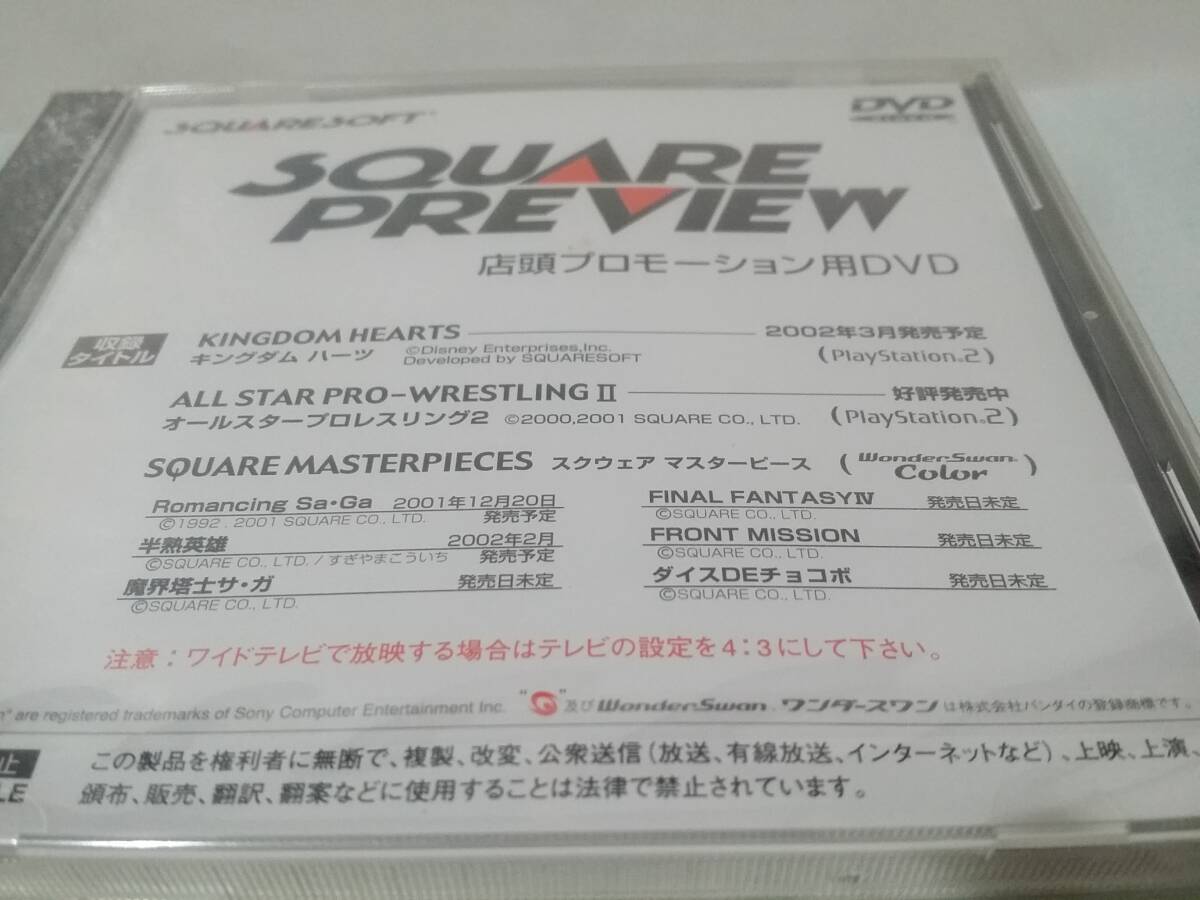 SQUARESOFT
DVD
SQUARE
PREVIEW
店頭プロモーション用DVD
収録
タイトル
KINGDOM HEARTS 2002年3月発売予定
キングダム ハーツ ©Disney Enterprises,Inc.
Developed by SQUARESOFT
(PlayStation®2)
ALL STAR PRO-WRESTLING II 好評発売中
オールスタープロレスリング2 ©2000,2001 SQUARE CO., LTD. (PlayStation®2)
SQUARE MASTERPIECES スクウェア マスターピース (WonderSwan Color)
Romancing Sa・Ga 2001年12月20日
©1992, 2001 SQUARE CO., LTD. 発売予定
半熟英雄 2002年2月
©SQUARE CO., LTD. / すぎやまこういち 発売予定
魔界塔士サ・ガ 発売日未定
©SQUARE CO., LTD.
FINAL FANTASY IV 発売日未定
©SQUARE CO., LTD.
FRONT MISSION 発売日未定
©SQUARE CO., LTD.
ダイスDEチョコボ 発売日未定
©SQUARE CO., LTD.
注意：ワイドテレビで放映する場合はテレビの設定を4：3にして下さい。
are registered trademarks of Sony Computer Entertainment Inc. " "及び WonderSwan、ワンダースワン は株式会社バンダイの登録商標です。
止
LE
この製品を権利者に無断で、複製、改変、公衆送信(放送、有線放送、インターネットなど)、上映、上演、
頒布、販売、翻訳、翻案などに使用することは法律で禁止されています。